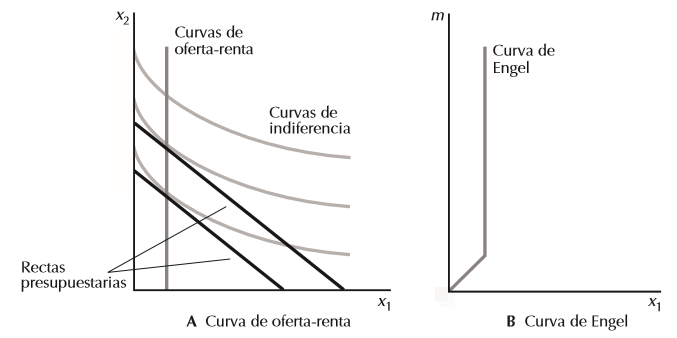 x2
Curvas de
oferta-renta
Curvas de
indiferencia
Rectas
presupuestarias
x1
A Curva de oferta-renta
m
Curva de
Engel
x1
B Curva de Engel